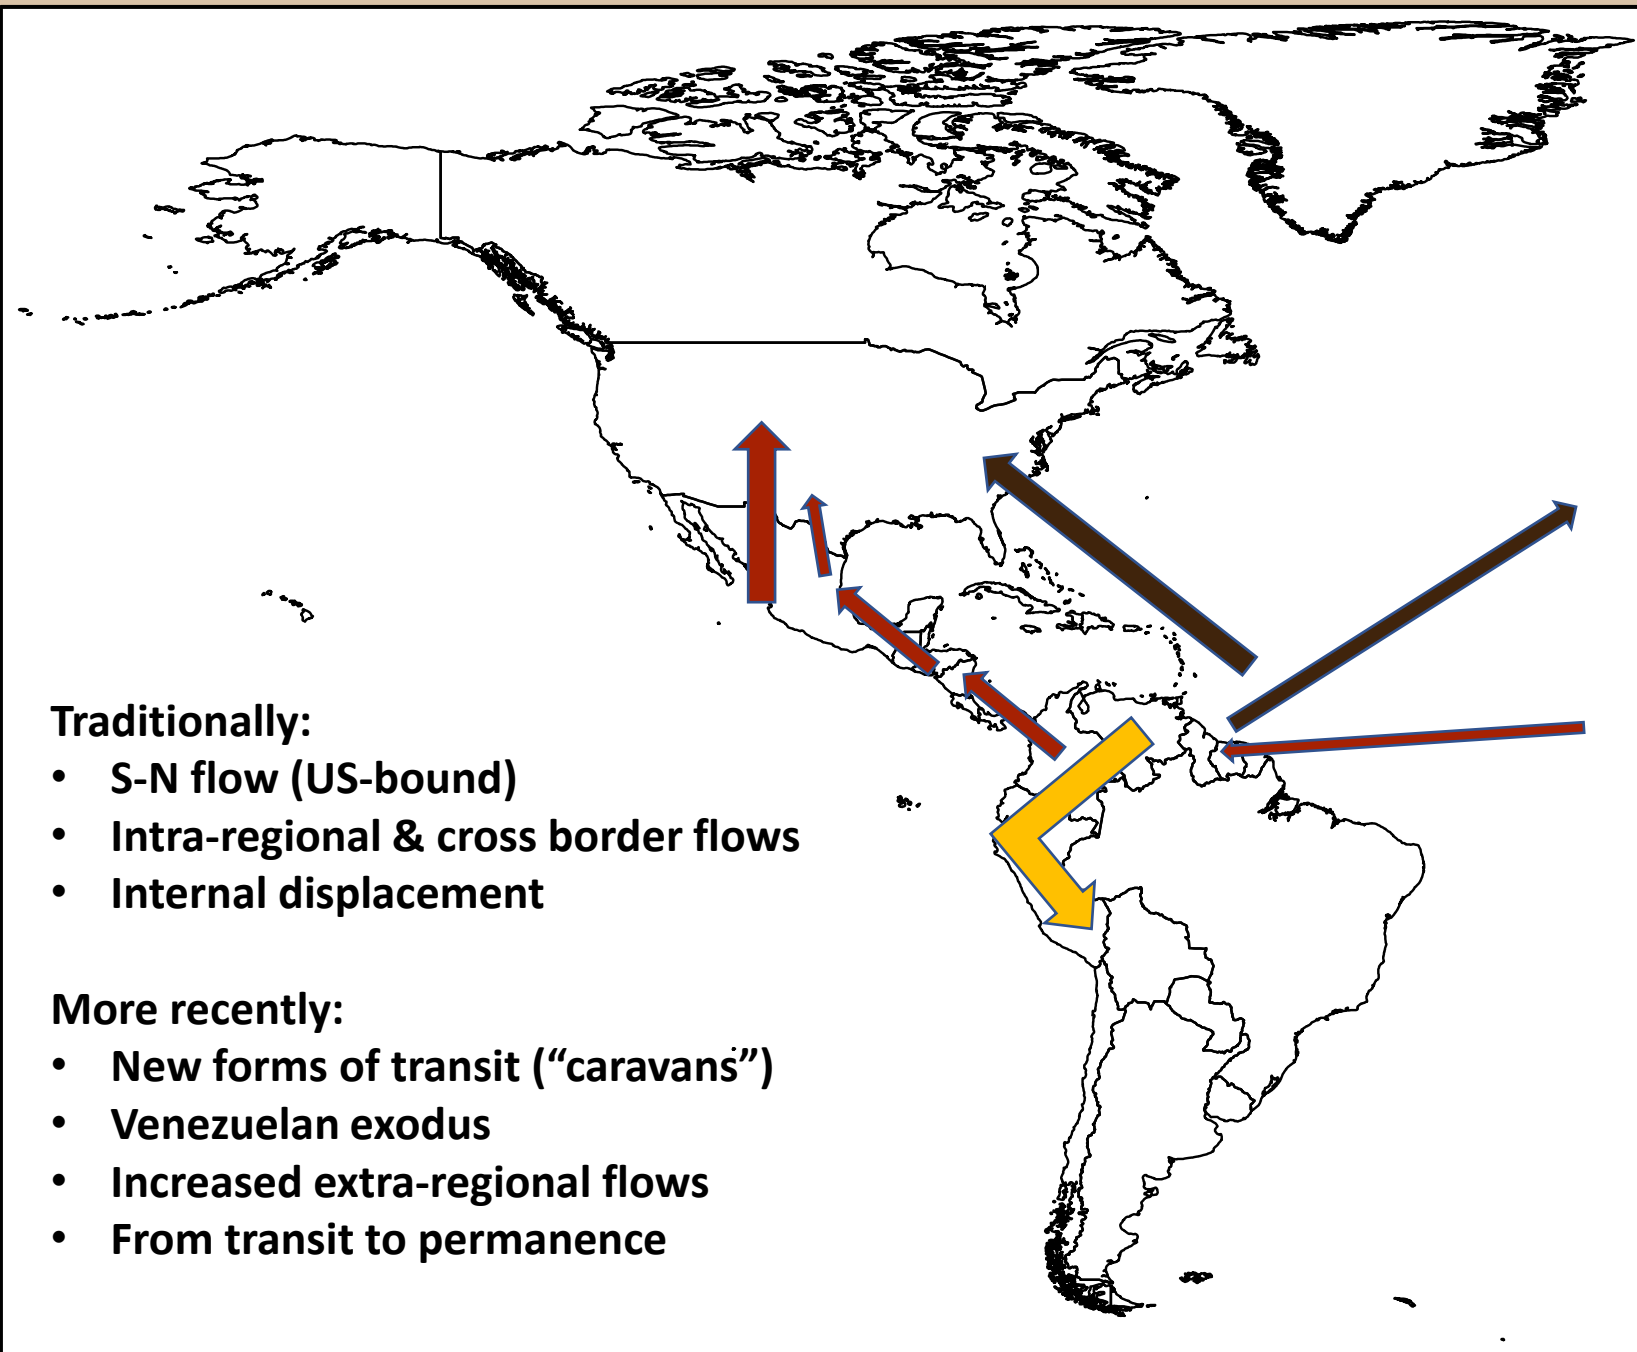 Traditionally:
• S-N flow (US-bound)
• Intra-regional & cross border flows
• Internal displacement
More recently:
• New forms of transit (“caravans”)
• Venezuelan exodus
• Increased extra-regional flows
• From transit to permanence